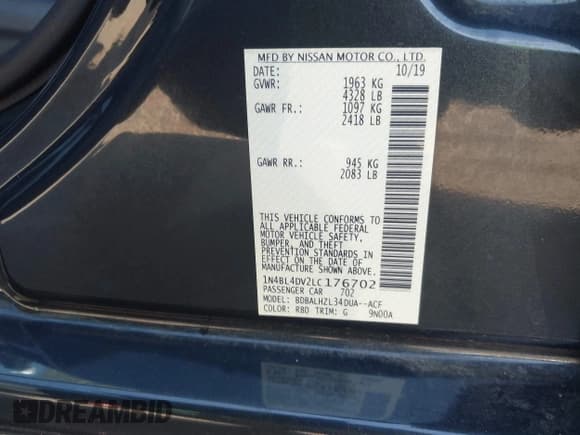 MFD BY NISSAN MOTOR CO., LTD.
DATE: 10/19
GVWR: 1963 KG
4328 LB
GAWR FR.: 1097 KG
2418 LB
GAWR RR.: 945 KG
2083 LB
THIS VEHICLE CONFORMS TO
ALL APPLICABLE FEDERAL
MOTOR VEHICLE SAFETY,
BUMPER, AND THEFT
PREVENTION STANDARDS IN
EFFECT ON THE DATE OF
MANUFACTURE SHOWN ABOVE.
1N4BL4DV2LC176702
PASSENGER CAR 702
MODEL: BDBALHZL34DUA--ACF
COLOR: RBD TRIM: G 9N00A
DREAMBID